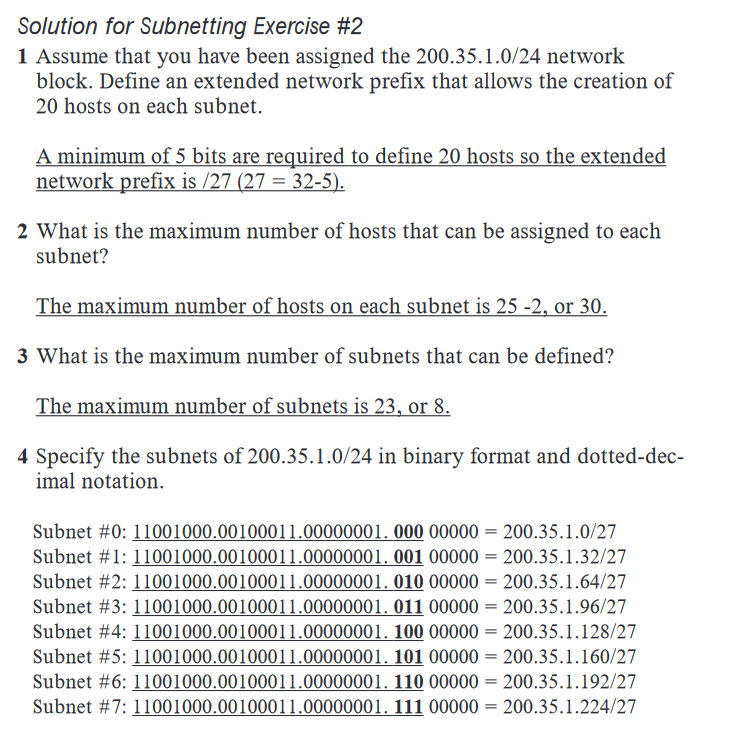 Solution for Subnetting Exercise #2
1 Assume that you have been assigned the 200.35.1.0/24 network
block. Define an extended network prefix that allows the creation of
20 hosts on each subnet.
A minimum of 5 bits are required to define 20 hosts so the extended
network prefix is /27 (27 = 32-5).
2 What is the maximum number of hosts that can be assigned to each
subnet?
The maximum number of hosts on each subnet is 25 -2, or 30.
3 What is the maximum number of subnets that can be defined?
The maximum number of subnets is 23, or 8.
4 Specify the subnets of 200.35.1.0/24 in binary format and dotted-dec-
imal notation.
Subnet #0: 11001000.00100011.00000001. 000 00000 = 200.35.1.0/27
Subnet #1: 11001000.00100011.00000001. 001 00000 = 200.35.1.32/27
Subnet #2: 11001000.00100011.00000001. 010 00000 = 200.35.1.64/27
Subnet #3: 11001000.00100011.00000001. 011 00000 = 200.35.1.96/27
Subnet #4: 11001000.00100011.00000001. 100 00000 = 200.35.1.128/27
Subnet #5: 11001000.00100011.00000001. 101 00000 = 200.35.1.160/27
Subnet #6: 11001000.00100011.00000001. 110 00000 = 200.35.1.192/27
Subnet #7: 11001000.00100011.00000001. 111 00000 = 200.35.1.224/27